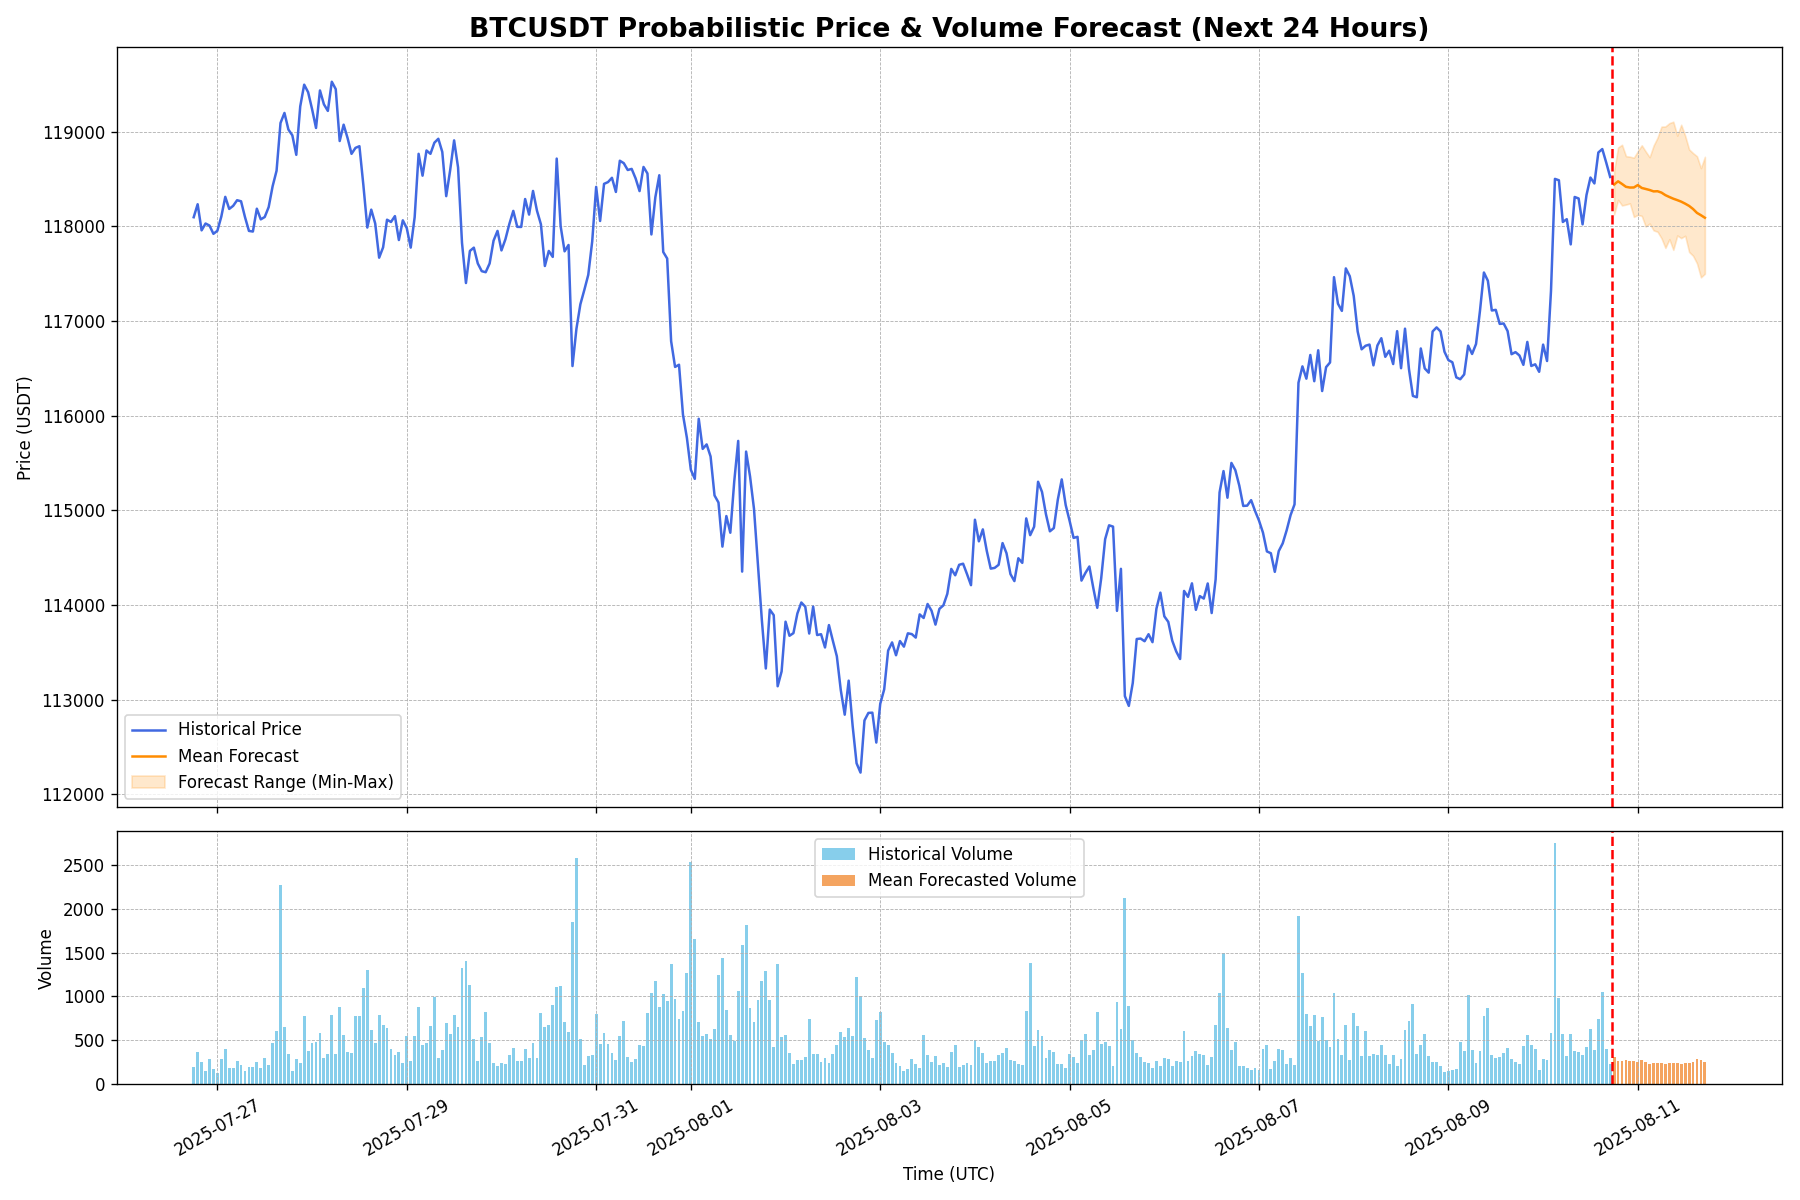 BTCUSDT Probabilistic Price & Volume Forecast (Next 24 Hours)
119000
118000
117000
116000
115000
114000
113000
112000
Price (USDT)
Historical Price
Mean Forecast
Forecast Range (Min-Max)
2500
2000
1500
1000
500
0
Volume
Historical Volume
Mean Forecasted Volume
2025-07-27
2025-07-29
2025-07-31
2025-08-01
2025-08-03
2025-08-05
2025-08-07
2025-08-09
2025-08-11
Time (UTC)